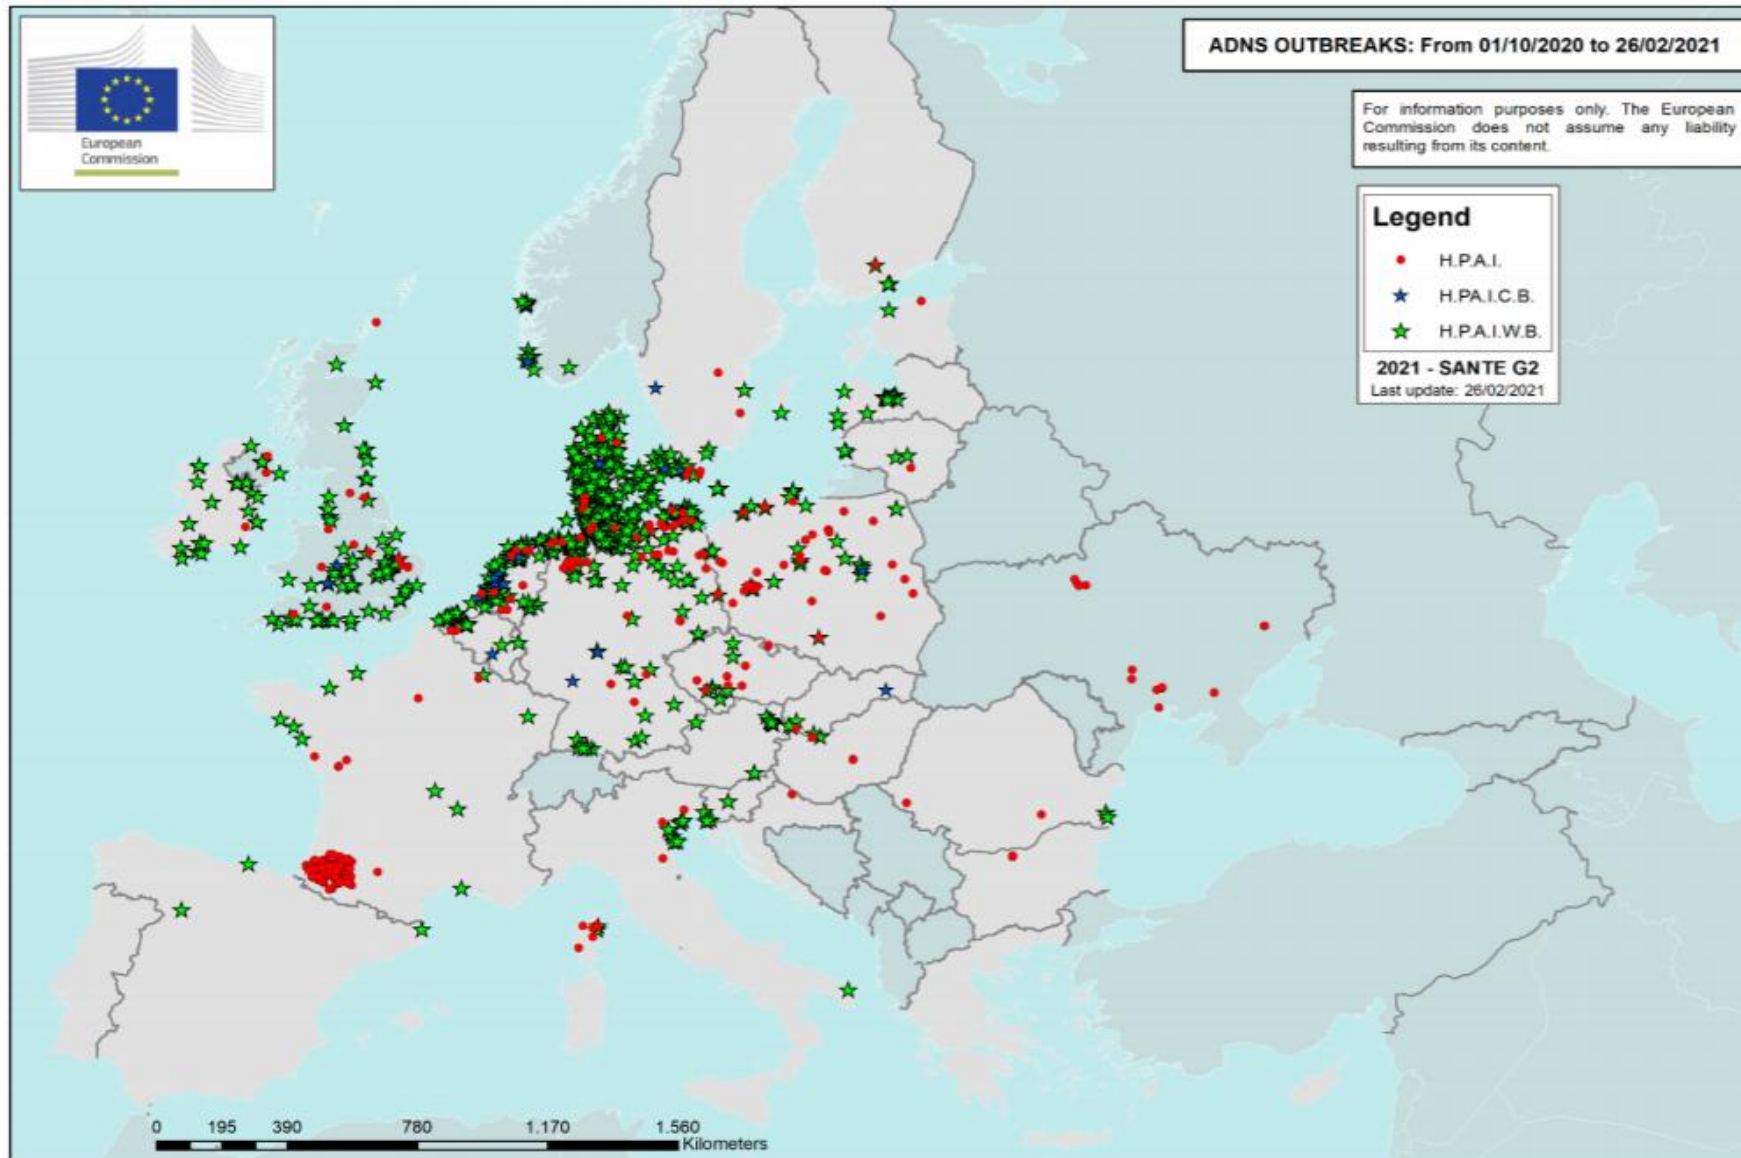 European
Commission
ADNS OUTBREAKS: From 01/10/2020 to 26/02/2021
For information purposes only. The European
Commission does not assume any liability
resulting from its content.
Legend
H.P.A.I.
H.PA.I.C.B.
H.P.A.I.W.B.
2021 - SANTE G2
Last update: 26/02/2021
0 195 390 780 1.170 1.560
Kilometers